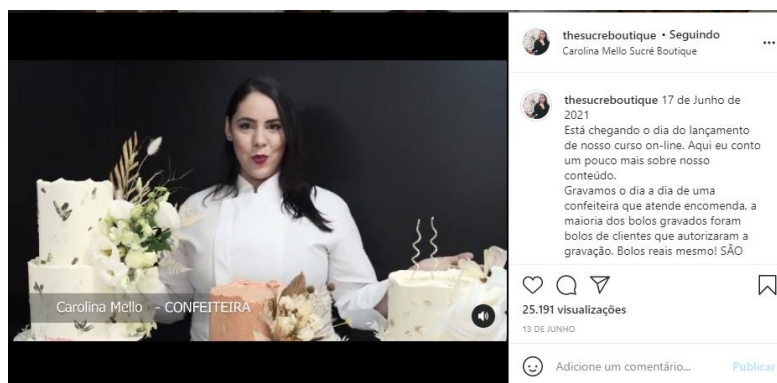 Carolina Mello - CONFEITEIRA
thesucreboutique • Seguindo
Carolina Mello Sucré Boutique
thesucreboutique 17 de Junho de
2021
Está chegando o dia do lançamento
de nosso curso on-line. Aqui eu conto
um pouco mais sobre nosso
conteúdo.
Gravamos o dia a dia de uma
confeiteira que atende encomenda, a
maioria dos bolos gravados foram
bolos de clientes que autorizaram a
gravação. Bolos reais mesmo! SÃO
25.191 visualizações
13 DE JUNHO
Adicione um comentário...
Publicar